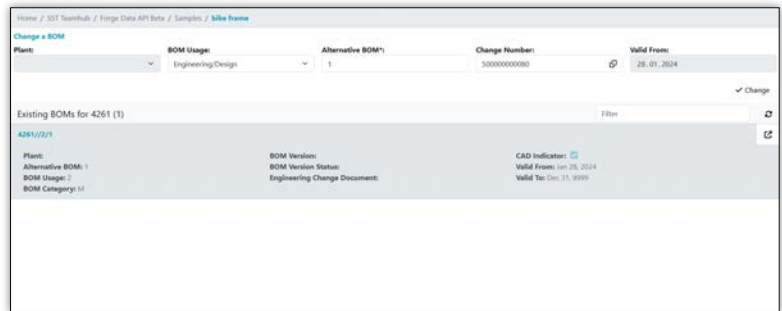 Home / SST Teamhub / Forge Data API Beta / Samples / bike frame
Change a BOM
Plant: BOM Usage: Alternative BOM*: Change Number: Valid From:
Engineering/Design 1 500000000080 28.01.2024
Change
Existing BOMs for 4261 (1) Filter
4261//2/1
Plant: BOM Version: CAD Indicator:
Alternative BOM: 1 BOM Version Status: Valid From: Jan 28, 2024
BOM Usage: 2 Engineering Change Document: Valid To: Dec 31, 9999
BOM Category: M